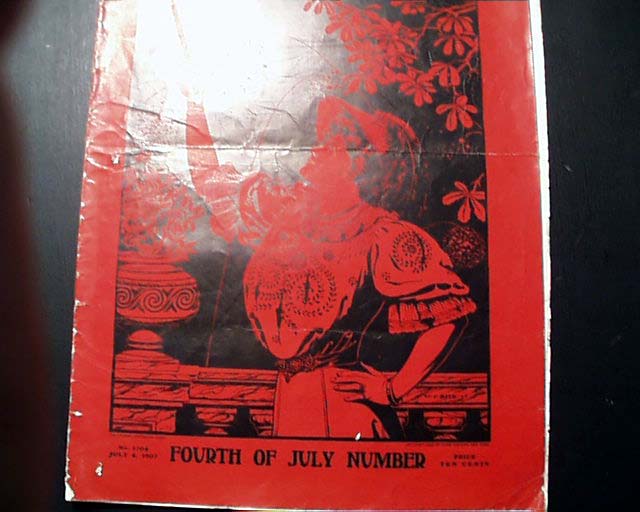 No. 1704
JULY 4, 1907
FOURTH OF JULY NUMBER
PRICE
TEN CENTS